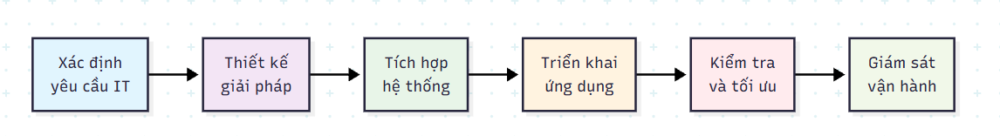 Xác định
yêu cầu IT
Thiết kế
giải pháp
Tích hợp
hệ thống
Triển khai
ứng dụng
Kiểm tra
và tối ưu
Giám sát
vận hành